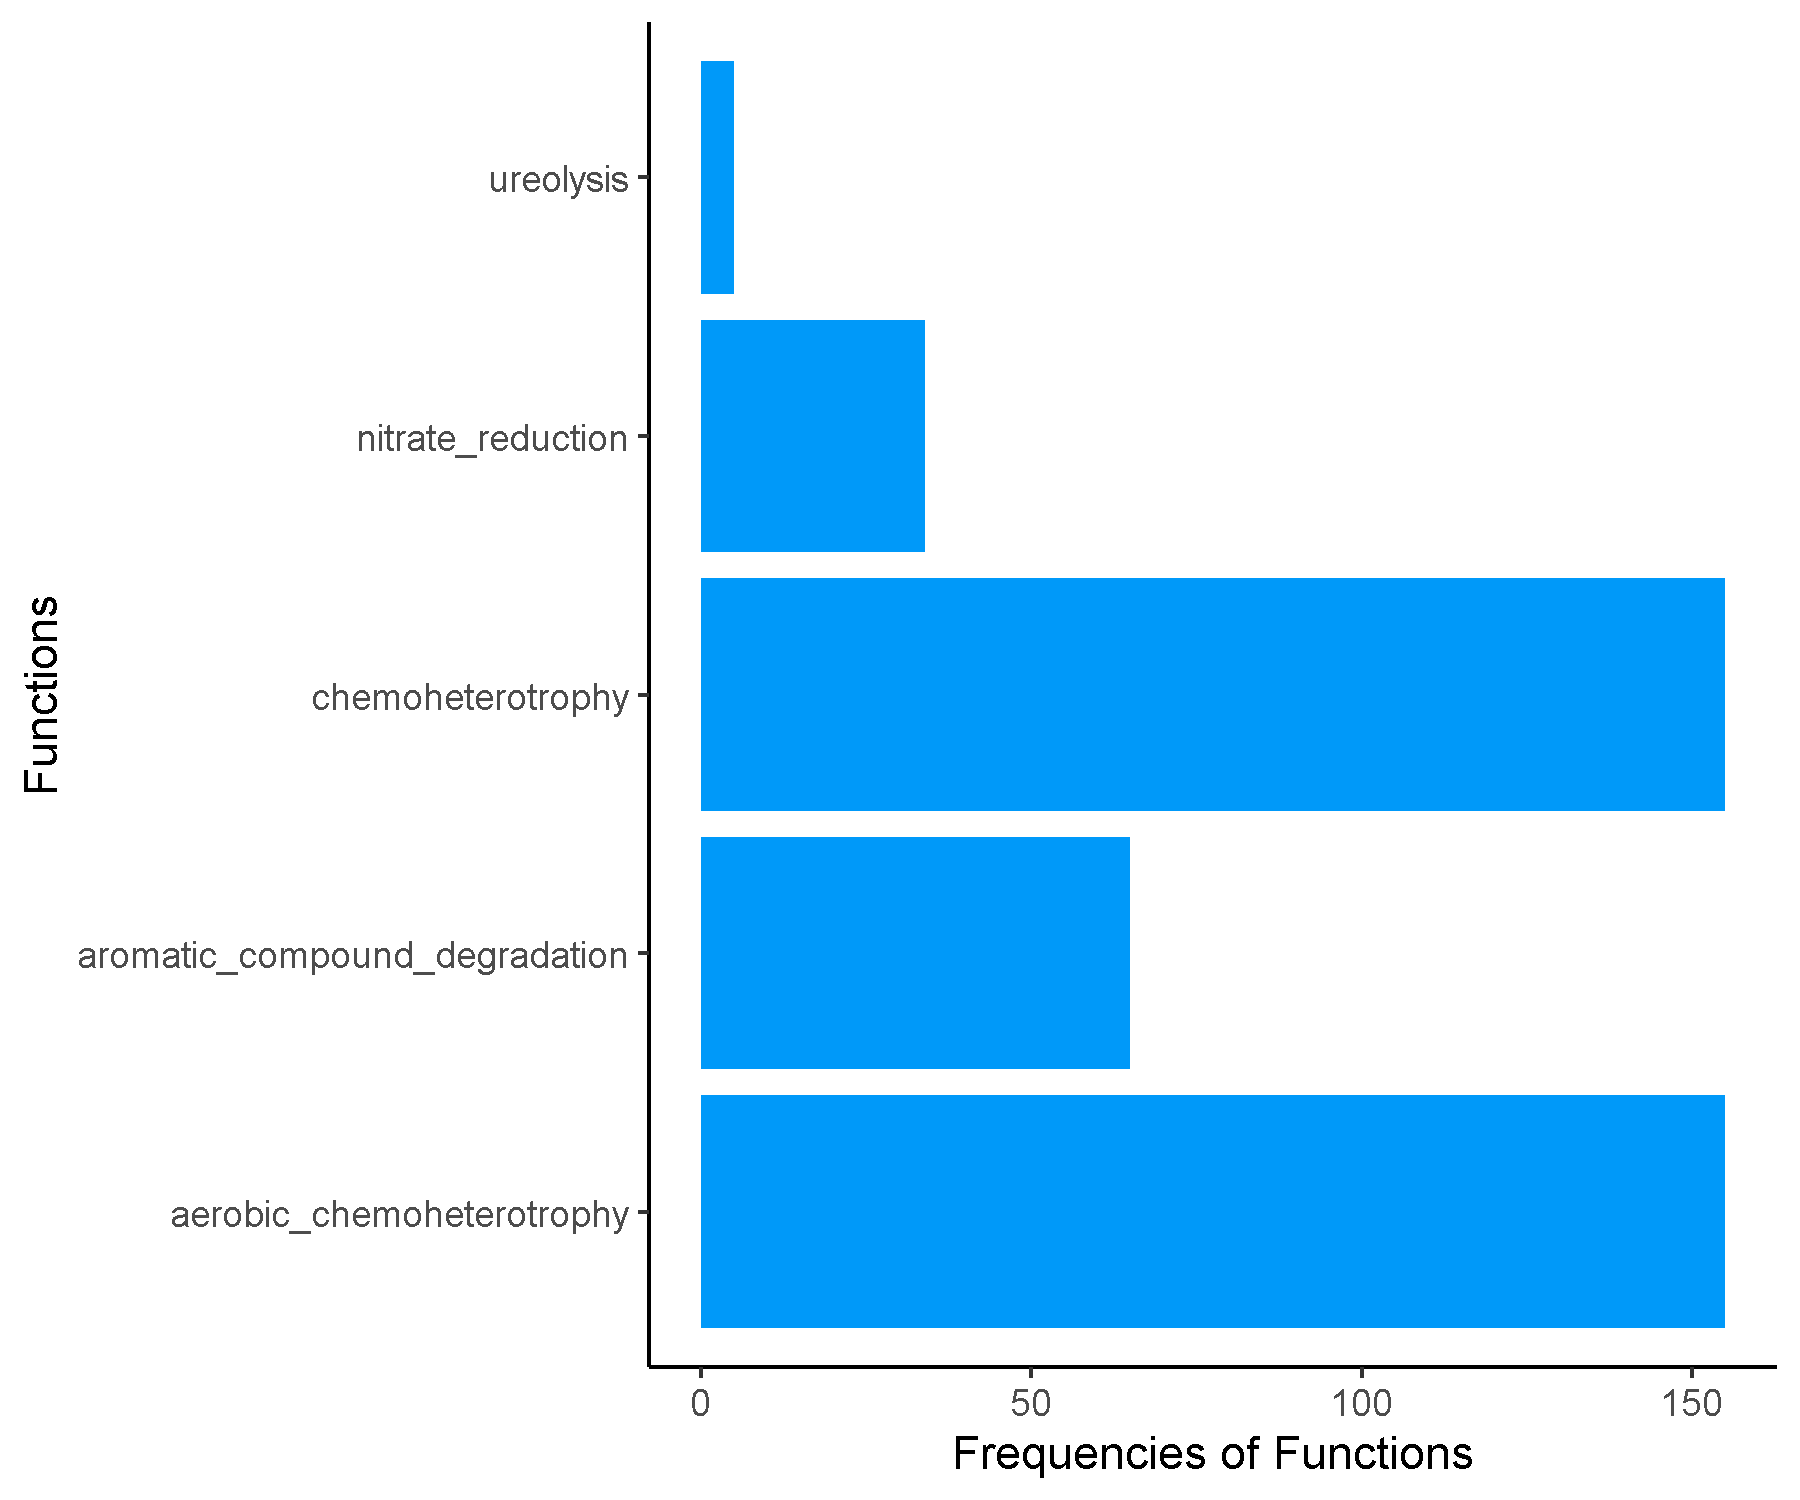 ureolysis
nitrate_reduction
chemoheterotrophy
aromatic_compound_degradation
aerobic_chemoheterotrophy
Functions
0 50 100 150
Frequencies of Functions